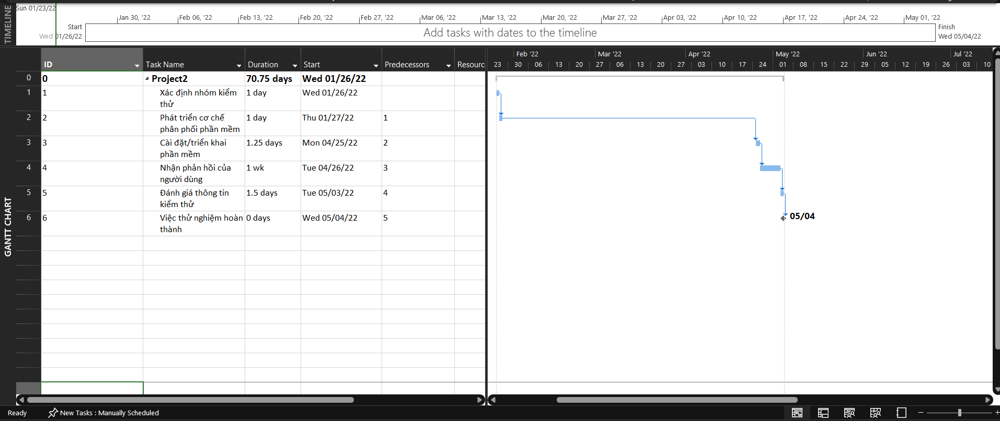 Sun 01/23/22
TIMELINE
Jan 30, '22 Feb 06, '22 Feb 13, '22 Feb 20, '22 Feb 27, '22 Mar 06, '22 Mar 13, '22 Mar 20, '22 Mar 27, '22 Apr 03, '22 Apr 10, '22 Apr 17, '22 Apr 24, '22 May 01, '22
Start
Wed 01/26/22
Add tasks with dates to the timeline
Finish
Wed 05/04/22
GANTT CHART
ID Task Name Duration Start Predecessors Resourc
0 0 Project2 70.75 days Wed 01/26/22
1 1 Xác định nhóm kiểm 1 day Wed 01/26/22
thử
2 2 Phát triển cơ chế 1 day Thu 01/27/22 1
phân phối phần mềm
3 3 Cài đặt/triển khai 1.25 days Mon 04/25/22 2
phần mềm
4 4 Nhận phản hồi của 1 wk Tue 04/26/22 3
người dùng
5 5 Đánh giá thông tin 1.5 days Tue 05/03/22 4
kiểm thử
6 6 Việc thử nghiệm hoàn 0 days Wed 05/04/22 5
thành
Feb '22 Mar '22 Apr '22 May '22 Jun '22 Jul '22
23 30 06 13 20 27 06 13 20 27 03 10 17 24 01 08 15 22 29 05 12 19 26 03 10
05/04
Ready New Tasks : Manually Scheduled